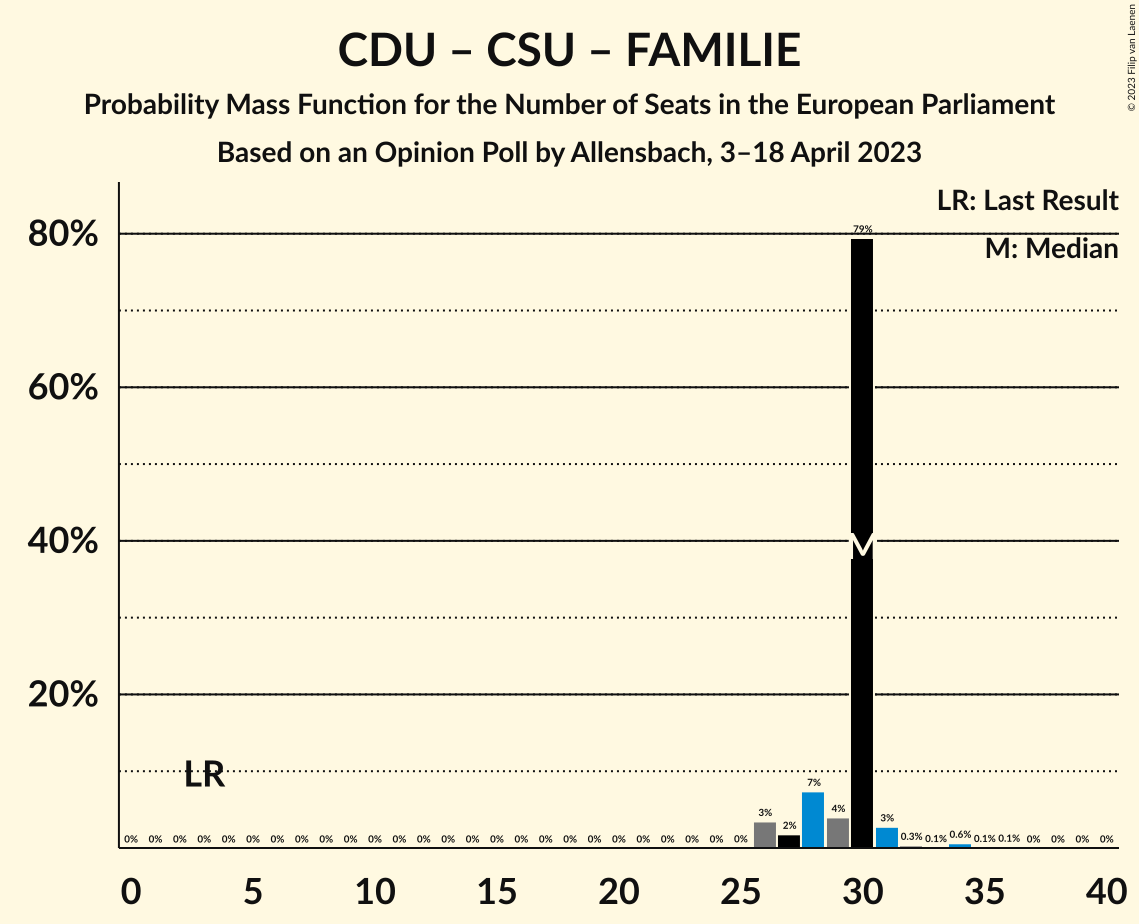 CDU – CSU – FAMILIE
Probability Mass Function for the Number of Seats in the European Parliament
Based on an Opinion Poll by Allensbach, 3–18 April 2023
© 2023 Filip van Laenen
LR: Last Result
M: Median
80%
60%
40%
20%
79%
M
LR
0% 0% 0% 0% 0% 0% 0% 0% 0% 0% 0% 0% 0% 0% 0% 0% 0% 0% 0% 0% 0% 0% 0% 0% 0% 0% 3% 2% 7% 4% 3% 0.3% 0.1% 0.6% 0.1% 0.1% 0% 0% 0% 0%
0 5 10 15 20 25 30 35 40